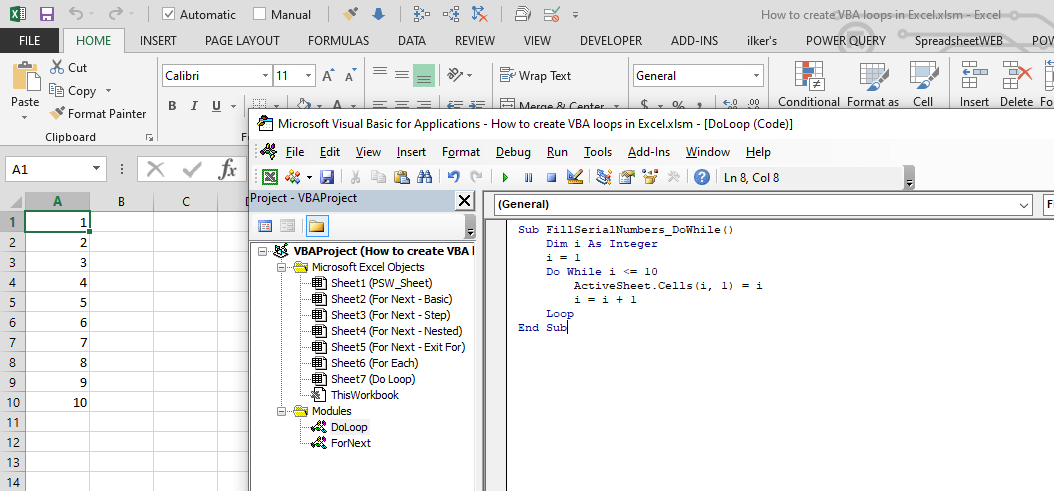 Automatic Manual How to create VBA loops in Excel.xlsm - Excel
FILE HOME INSERT PAGE LAYOUT FORMULAS DATA REVIEW VIEW DEVELOPER ADD-INS ilker's POWER QUERY SpreadsheetWEB POW
Cut
Copy
Format Painter
Paste
Clipboard
Calibri 11
B I U
Wrap Text
Merge & Center
General
$ %
Conditional Format as Cell
Insert Delete Fo
A1 fx
Microsoft Visual Basic for Applications - How to create VBA loops in Excel.xlsm - [DoLoop (Code)]
File Edit View Insert Format Debug Run Tools Add-Ins Window Help
Ln 8, Col 8
Project - VBAProject
VBAProject (How to create VBA l
Microsoft Excel Objects
Sheet1 (PSW_Sheet)
Sheet2 (For Next - Basic)
Sheet3 (For Next - Step)
Sheet4 (For Next - Nested)
Sheet5 (For Next - Exit For)
Sheet6 (For Each)
Sheet7 (Do Loop)
ThisWorkbook
Modules
DoLoop
ForNext
(General) F
Sub FillSerialNumbers_DoWhile()
Dim i As Integer
i = 1
Do While i <= 10
ActiveSheet.Cells(i, 1) = i
i = i + 1
Loop
End Sub
A B C
1 1
2 2
3 3
4 4
5 5
6 6
7 7
8 8
9 9
10 10
11
12
13
14